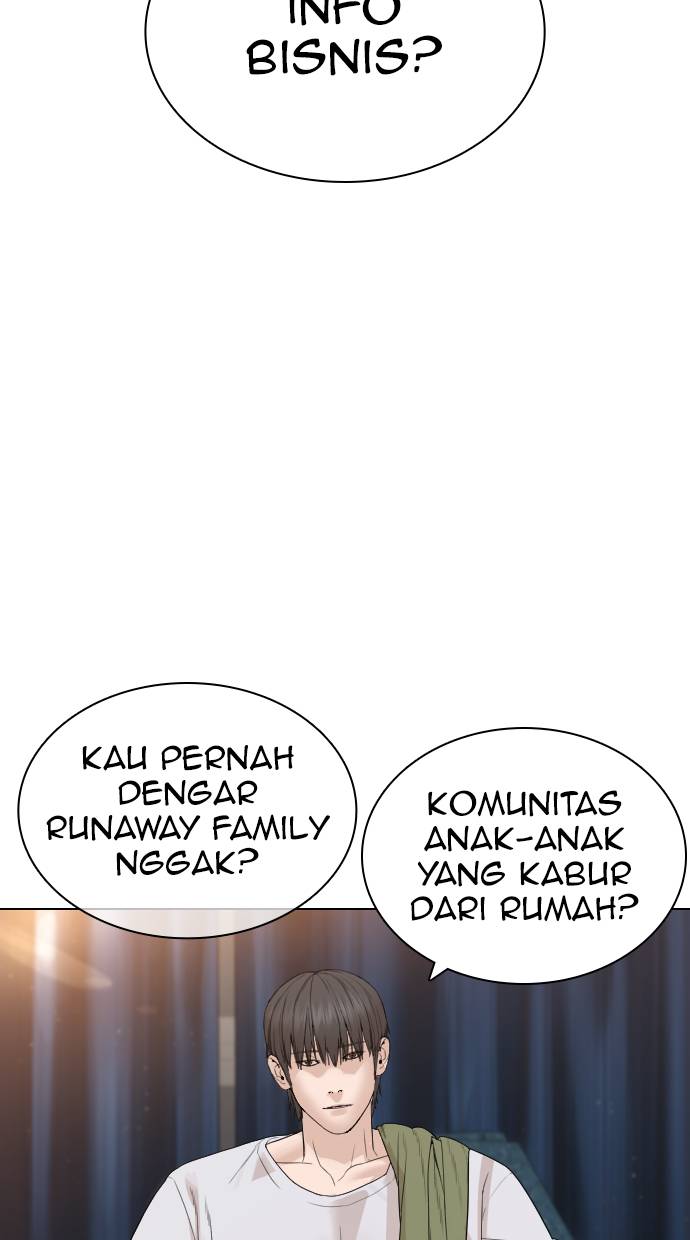 INFO
BISNIS?
KAU PERNAH
DENGAR
RUNAWAY FAMILY
NGGAK?
KOMUNITAS
ANAK-ANAK
YANG KABUR
DARI RUMAH?